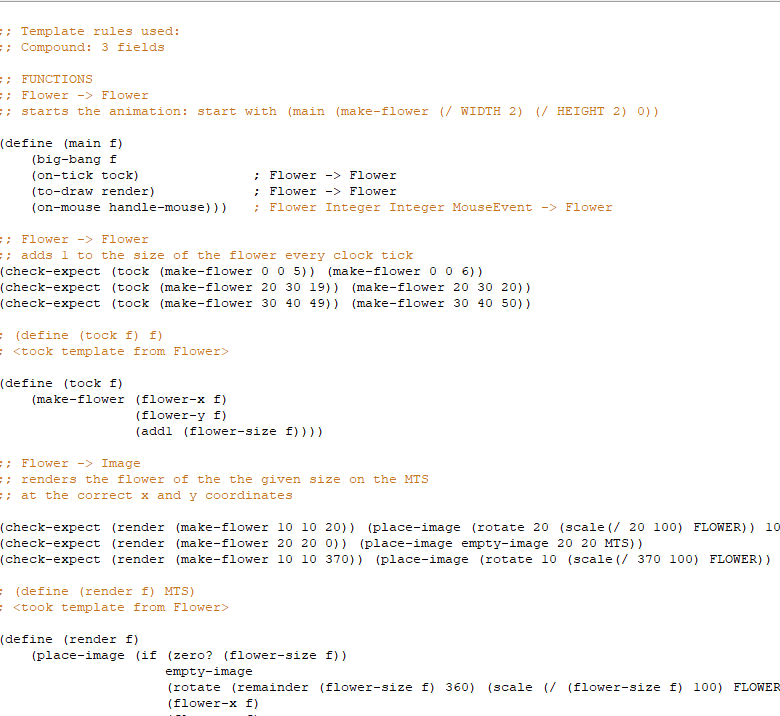 ;; Template rules used:
;; Compound: 3 fields
;; FUNCTIONS
;; Flower -> Flower
;; starts the animation: start with (main (make-flower (/ WIDTH 2) (/ HEIGHT 2) 0))
(define (main f)
(big-bang f
(on-tick tock) ; Flower -> Flower
(to-draw render) ; Flower -> Flower
(on-mouse handle-mouse))) ; Flower Integer Integer MouseEvent -> Flower
;; Flower -> Flower
;; adds 1 to the size of the flower every clock tick
(check-expect (tock (make-flower 0 0 5)) (make-flower 0 0 6))
(check-expect (tock (make-flower 20 30 19)) (make-flower 20 30 20))
(check-expect (tock (make-flower 30 40 49)) (make-flower 30 40 50))
; (define (tock f) f)
; <tock template from Flower>
(define (tock f)
(make-flower (flower-x f)
(flower-y f)
(add1 (flower-size f))))
;; Flower -> Image
;; renders the flower of the the given size on the MTS
;; at the correct x and y coordinates
(check-expect (render (make-flower 10 10 20)) (place-image (rotate 20 (scale(/ 20 100) FLOWER)) 10
(check-expect (render (make-flower 20 20 0)) (place-image empty-image 20 20 MTS))
(check-expect (render (make-flower 10 10 370)) (place-image (rotate 10 (scale(/ 370 100) FLOWER))
; (define (render f) MTS)
; <took template from Flower>
(define (render f)
(place-image (if (zero? (flower-size f))
empty-image
(rotate (remainder (flower-size f) 360) (scale (/ (flower-size f) 100) FLOWER
(flower-x f)